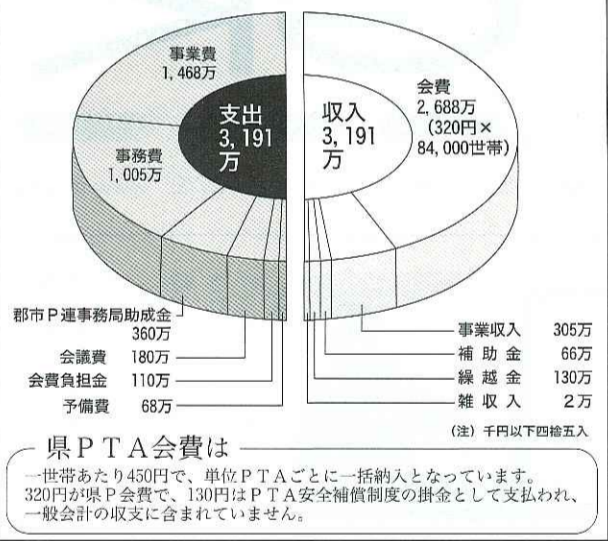 事業費
1,468万
事務費
1,005万
支出
3,191
万
収入
3,191
万
会費
2,688万
(320円×
84,000世帯)
郡市P連事務局助成金
360万
会議費 180万
会費負担金 110万
予備費 68万
事業収入 305万
補助金 66万
繰越金 130万
雑収入 2万
(注) 千円以下四捨五入
県PTA会費は
一世帯あたり450円で、単位PTAごとに一括納入となっています。
320円が県P会費で、130円はPTA安全補償制度の掛金として支払われ、
一般会計の収支に含まれていません。